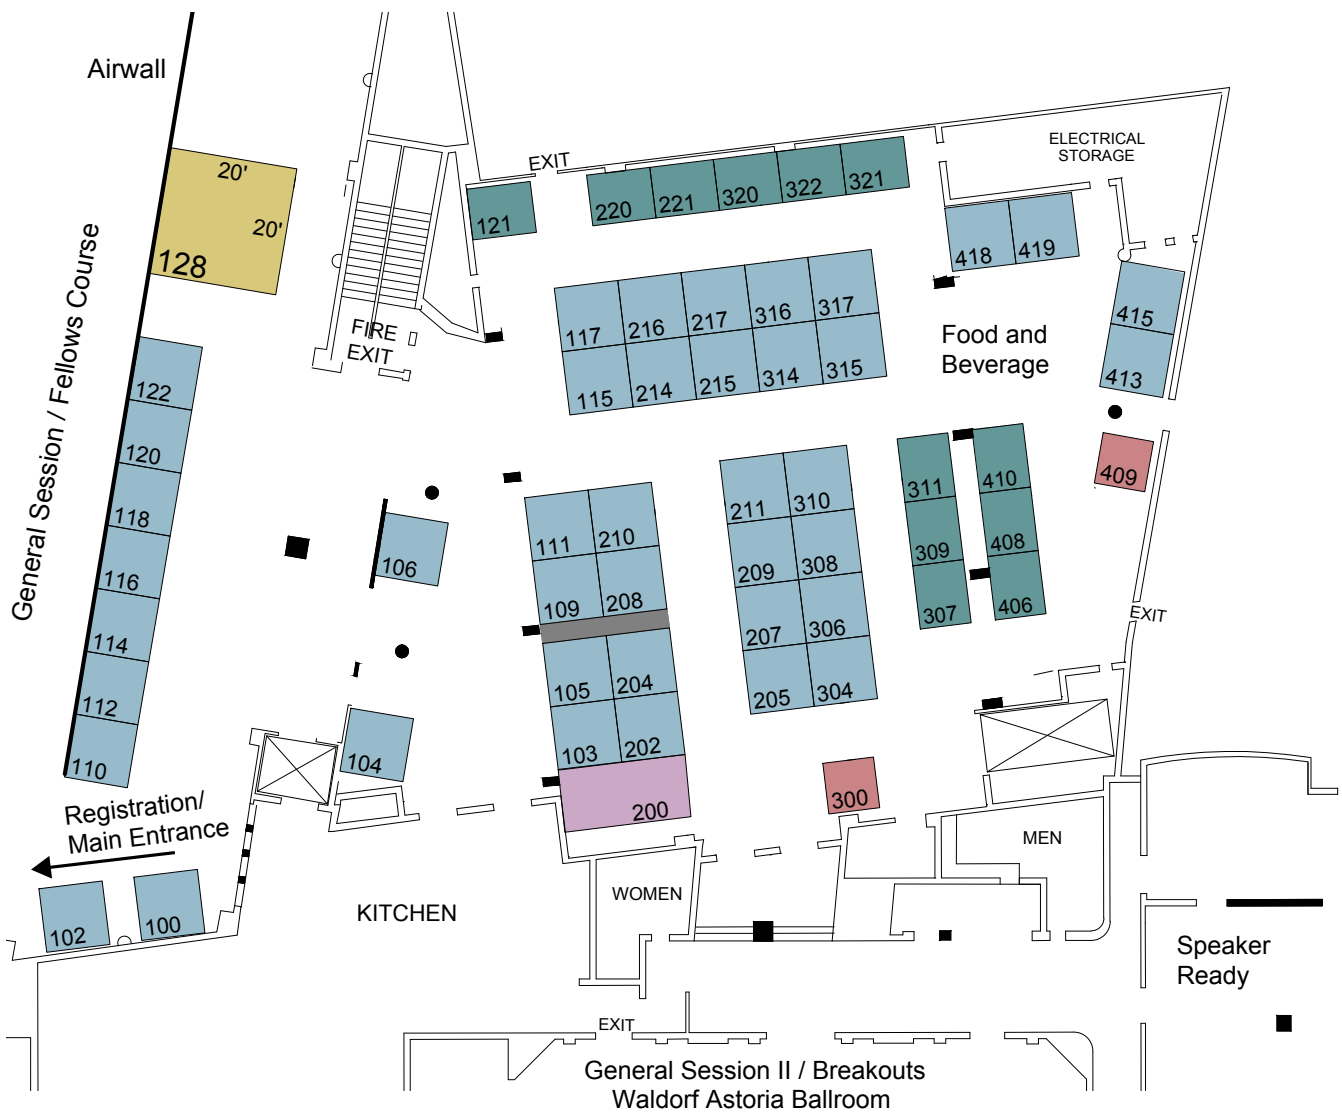 Airwall
20'
20'
128
General Session / Fellows Course
FIRE
EXIT
EXIT
121
220
221
320
322
321
ELECTRICAL
STORAGE
418
419
117
216
217
316
317
115
214
215
314
315
Food and
Beverage
415
413
409
122
120
118
116
114
112
110
106
104
111
210
109
208
105
204
103
202
200
211
310
209
308
207
306
205
304
311
410
309
408
307
406
EXIT
300
Registration/
Main Entrance
102
100
KITCHEN
WOMEN
MEN
Speaker
Ready
EXIT
General Session II / Breakouts
Waldorf Astoria Ballroom